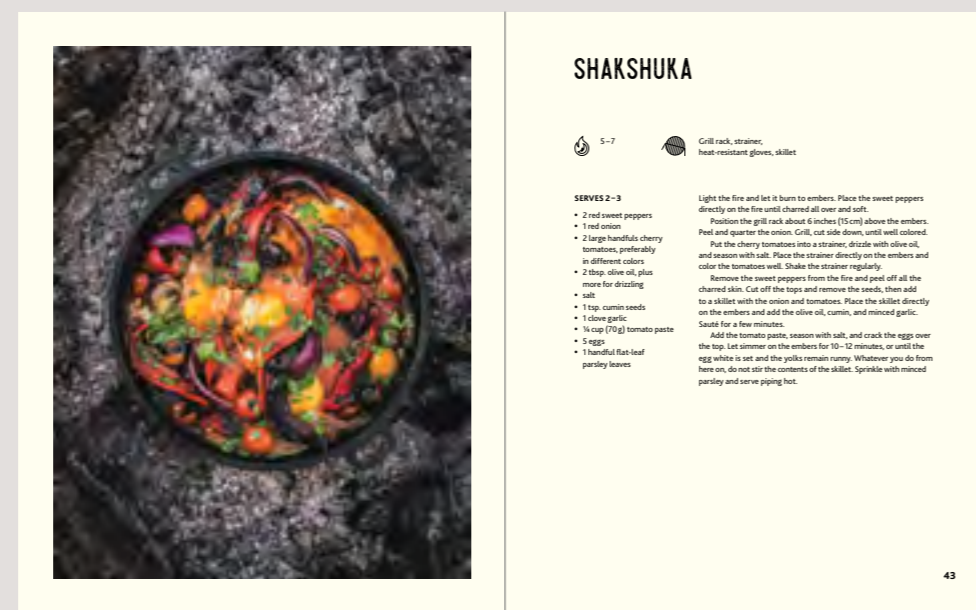 SHAKSHUKA
5–7
Grill rack, strainer,
heat-resistant gloves, skillet
SERVES 2–3
• 2 red sweet peppers
• 1 red onion
• 2 large handfuls cherry
tomatoes, preferably
in different colors
• 2 tbsp. olive oil, plus
more for drizzling
• salt
• 1 tsp. cumin seeds
• 1 clove garlic
• ¼ cup (70 g) tomato paste
• 5 eggs
• 1 handful flat-leaf
parsley leaves
Light the fire and let it burn to embers. Place the sweet peppers
directly on the fire until charred all over and soft.
Position the grill rack about 6 inches (15 cm) above the embers.
Peel and quarter the onion. Grill, cut side down, until well colored.
Put the cherry tomatoes into a strainer, drizzle with olive oil,
and season with salt. Place the strainer directly on the embers and
color the tomatoes well. Shake the strainer regularly.
Remove the sweet peppers from the fire and peel off all the
charred skin. Cut off the tops and remove the seeds, then add
to a skillet with the onion and tomatoes. Place the skillet directly
on the embers and add the olive oil, cumin, and minced garlic.
Sauté for a few minutes.
Add the tomato paste, season with salt, and crack the eggs over
the top. Let simmer on the embers for 10–12 minutes, or until the
egg white is set and the yolks remain runny. Whatever you do from
here on, do not stir the contents of the skillet. Sprinkle with minced
parsley and serve piping hot.
43